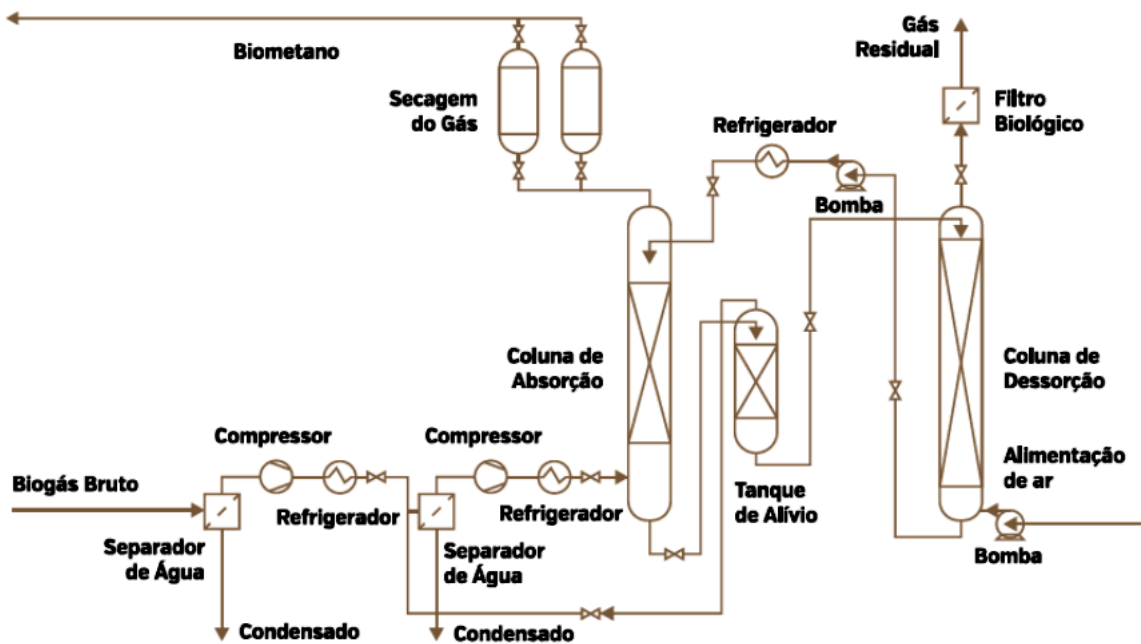 Biometano
Gás
Residual
Secagem
do Gás
Filtro
Biológico
Refrigerador
Bomba
Coluna de
Absorção
Coluna de
Dessorção
Compressor
Compressor
Biogás Bruto
Refrigerador
Refrigerador
Tanque
de Alívio
Alimentação
de ar
Separador
de Água
Separador
de Água
Bomba
Condensado
Condensado